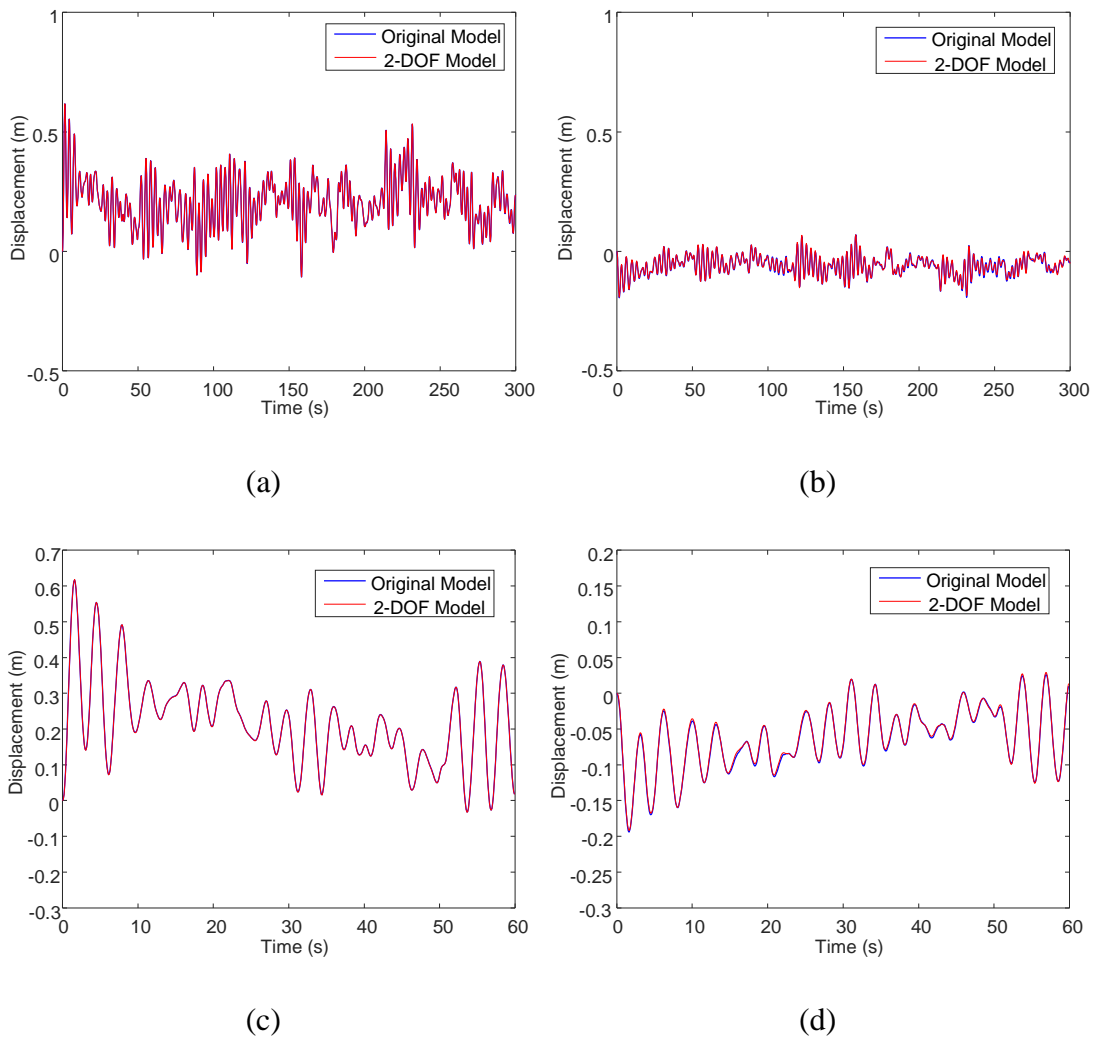 1
0.5
0
-0.5
Displacement (m)
Original Model
2-DOF Model
0 50 100 150 200 250 300
Time (s)
(a)
1
0.5
0
-0.5
Displacement (m)
Original Model
2-DOF Model
0 50 100 150 200 250 300
Time (s)
(b)
0.7
0.6
0.5
0.4
0.3
0.2
0.1
0
-0.1
-0.2
-0.3
Displacement (m)
Original Model
2-DOF Model
0 10 20 30 40 50 60
Time (s)
(c)
0.2
0.15
0.1
0.05
0
-0.05
-0.1
-0.15
-0.2
-0.25
-0.3
Displacement (m)
Original Model
2-DOF Model
0 10 20 30 40 50 60
Time (s)
(d)